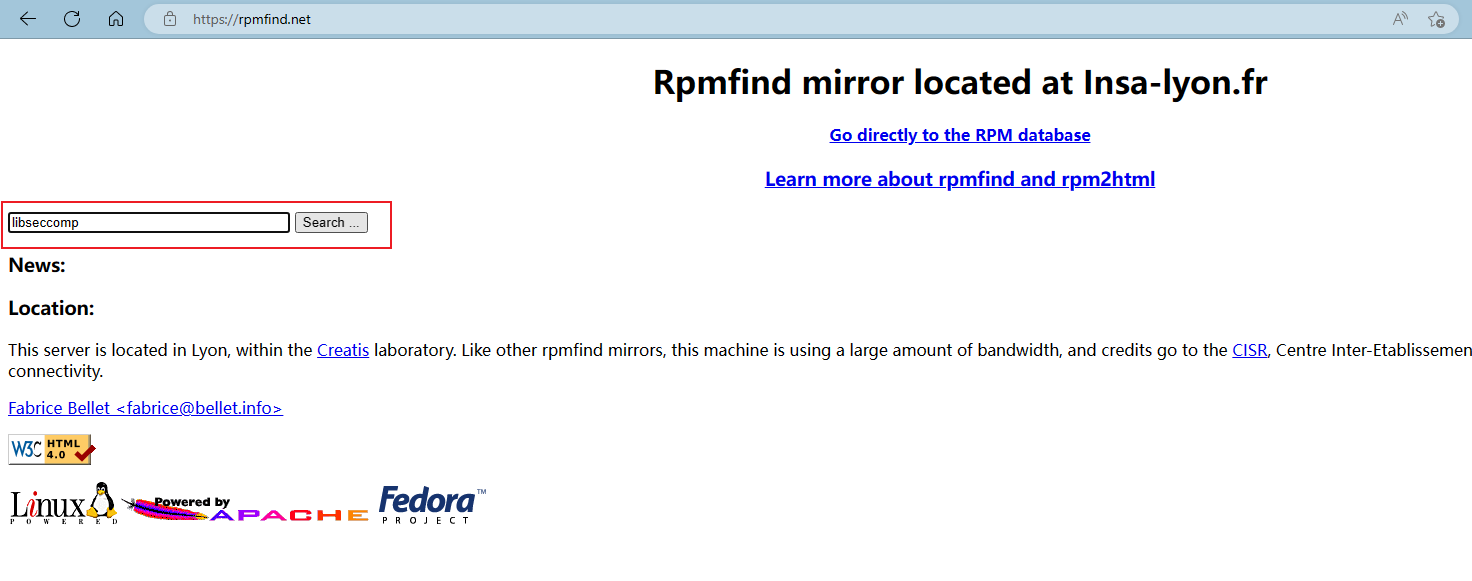 https://rpmfind.net
Rpmfind mirror located at Insa-lyon.fr
Go directly to the RPM database
Learn more about rpmfind and rpm2html
libseccomp Search ...
News:
Location:
This server is located in Lyon, within the Creatis laboratory. Like other rpmfind mirrors, this machine is using a large amount of bandwidth, and credits go to the CISR, Centre Inter-Etablissemen
connectivity.
Fabrice Bellet <fabrice@bellet.info>
W3C HTML
4.0
Linux
POWERED
Powered by
APACHE
Fedora™
PROJECT